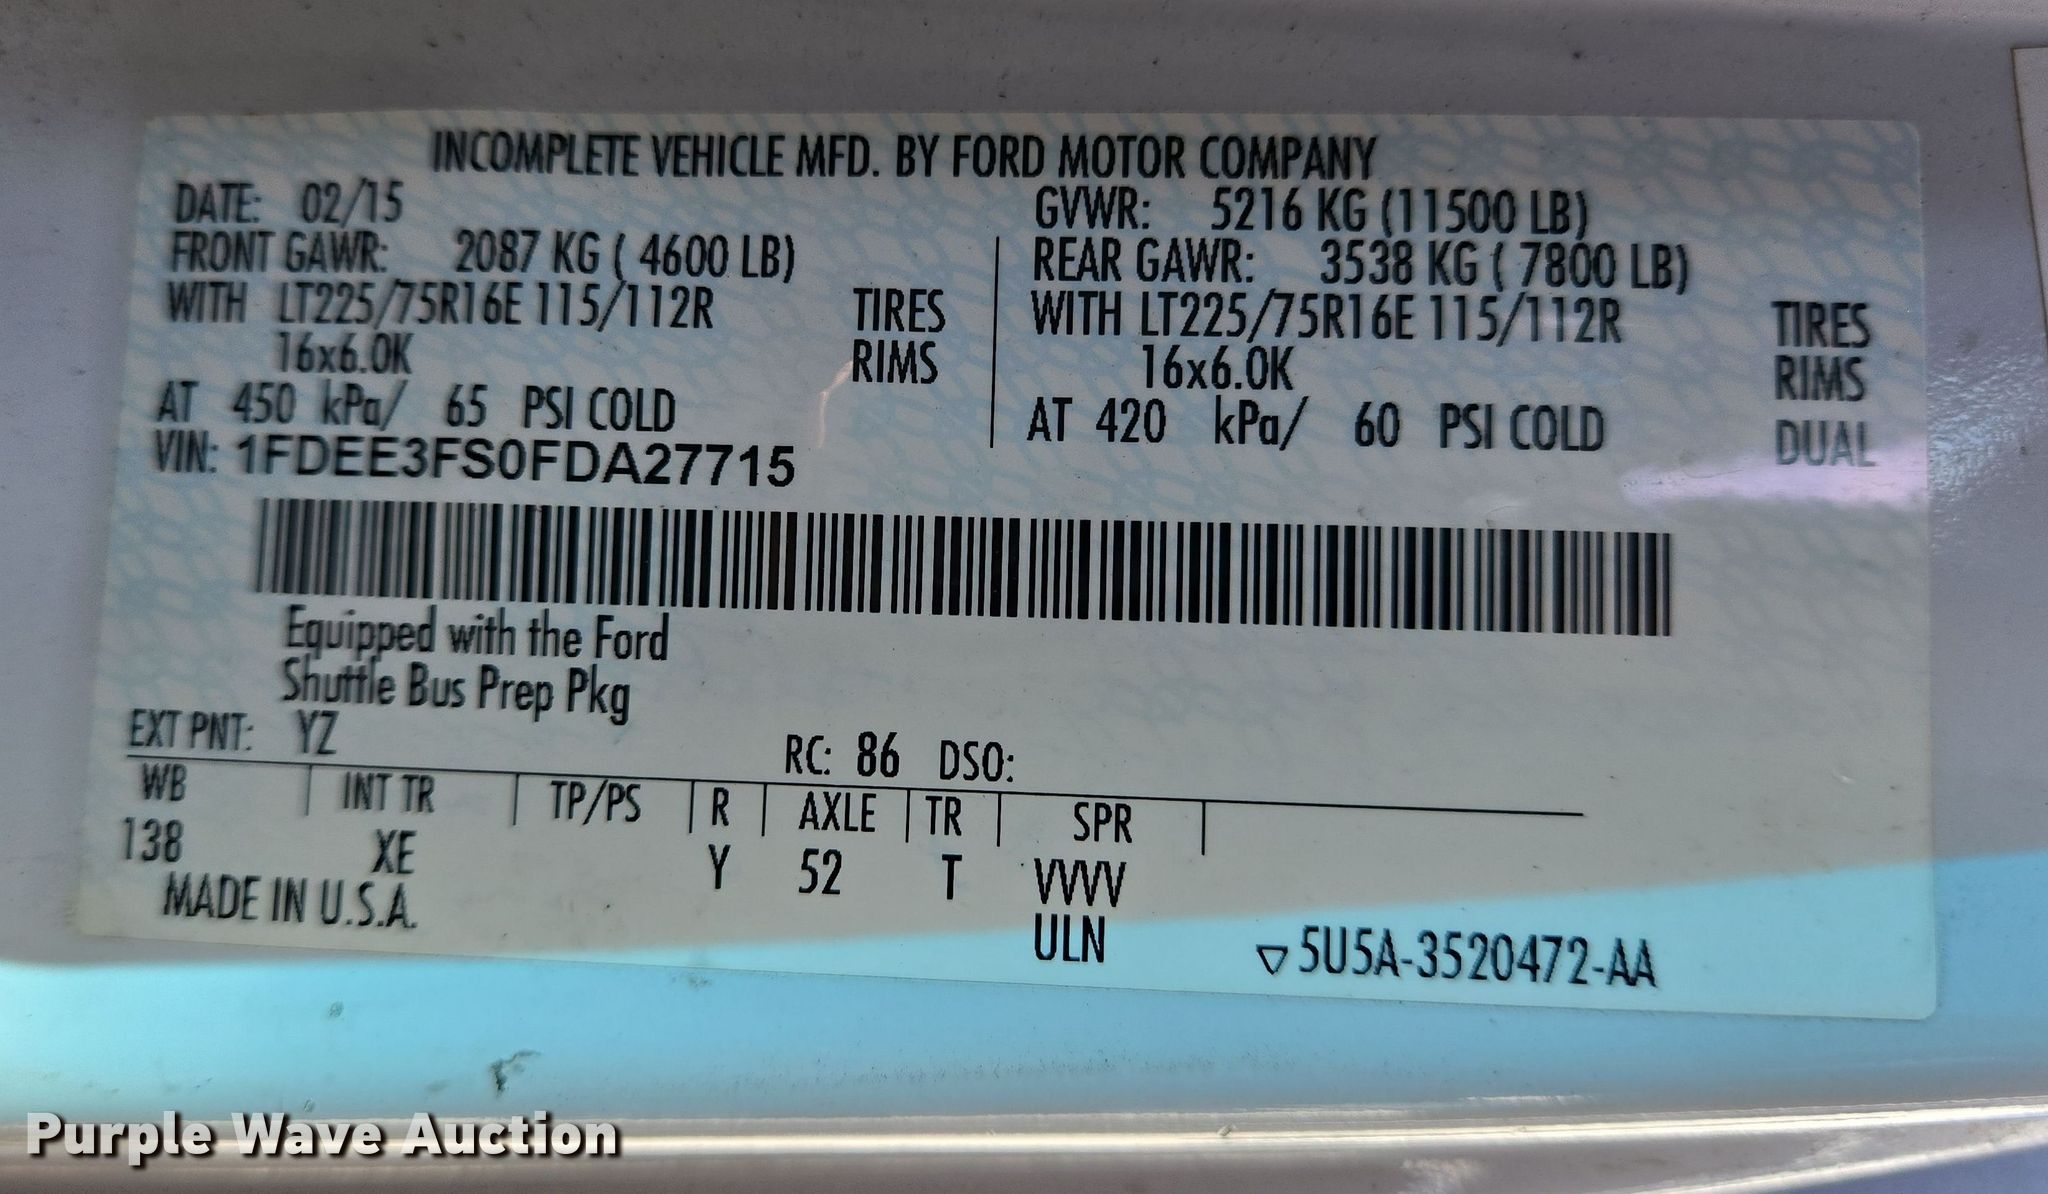 INCOMPLETE VEHICLE MFD. BY FORD MOTOR COMPANY
DATE: 02/15 GVWR: 5216 KG (11500 LB)
FRONT GAWR: 2087 KG ( 4600 LB) REAR GAWR: 3538 KG ( 7800 LB)
WITH LT225/75R16E 115/112R TIRES WITH LT225/75R16E 115/112R TIRES
16x6.0K RIMS 16x6.0K RIMS
AT 450 kPa/ 65 PSI COLD AT 420 kPa/ 60 PSI COLD DUAL
VIN: 1FDEE3FS0FDA27715
Equipped with the Ford
Shuttle Bus Prep Pkg
EXT PNT: YZ RC: 86 DSO:
WB INT TR TP/PS R AXLE TR SPR
138 XE Y 52 T VVVV
MADE IN U.S.A. ULN
5U5A-3520472-AA
Purple Wave Auction